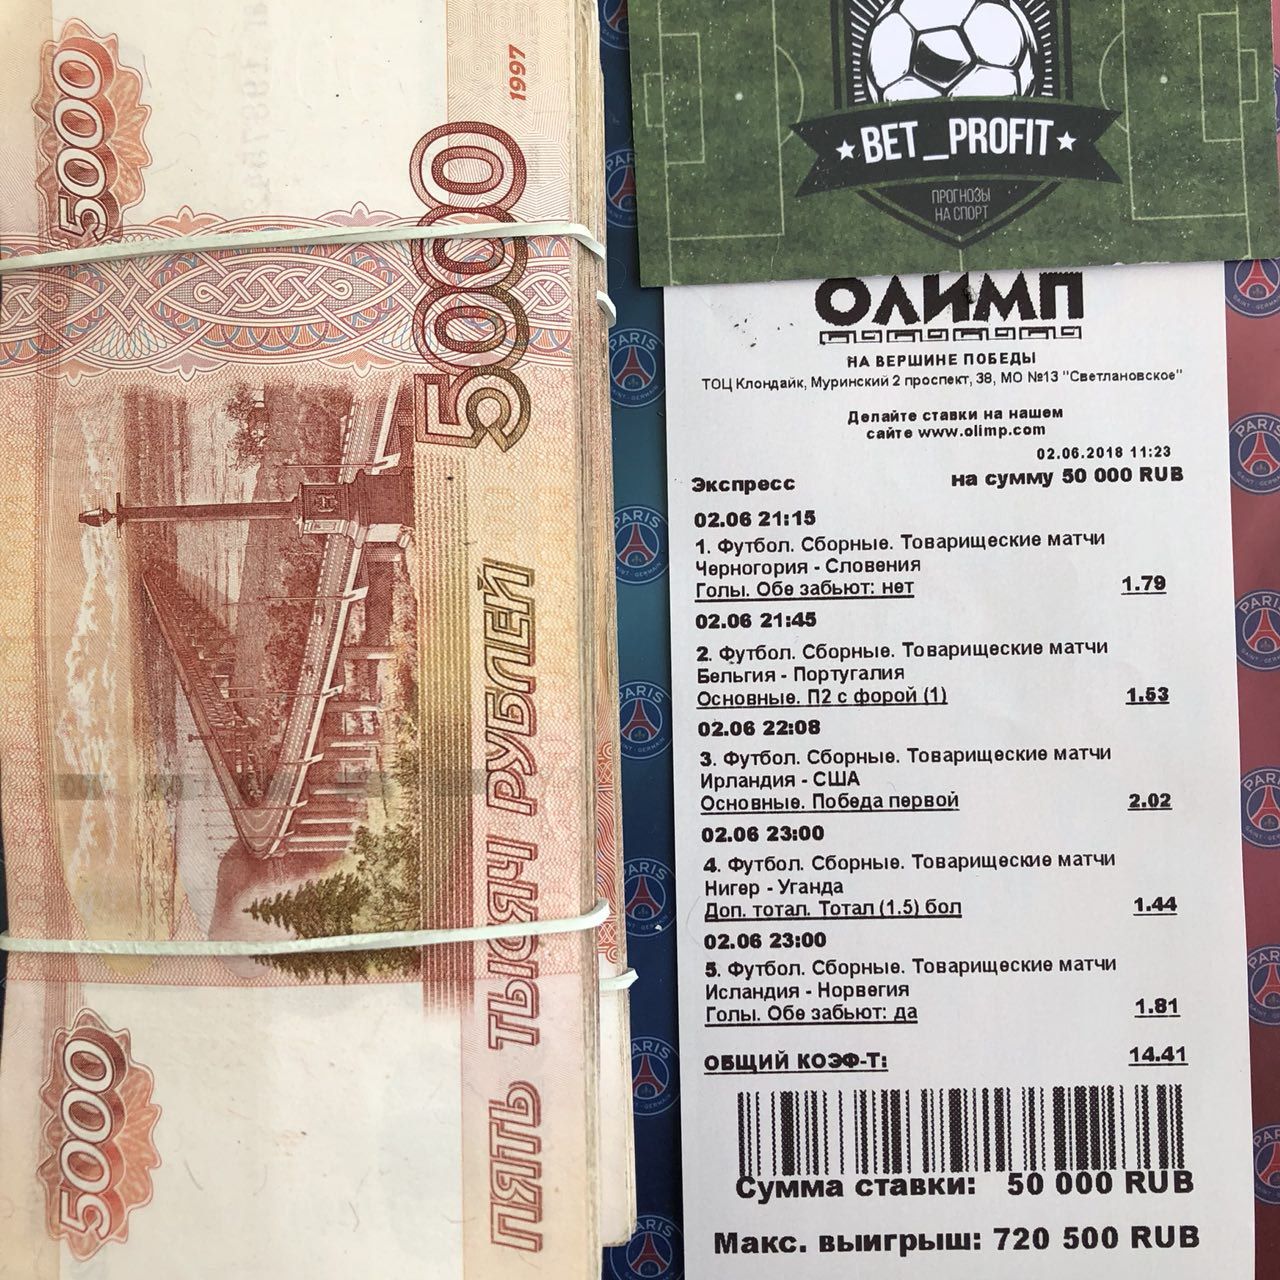 5000
1997
5000
ПЯТЬ ТЫСЯЧ РУБЛЕЙ
5000
BET_PROFIT
ПРОГНОЗЫ
НА СПОРТ
ОЛИМП
НА ВЕРШИНЕ ПОБЕДЫ
ТОЦ Клондайк, Муринский 2 проспект, 38, МО №13 "Светлановское"
Делайте ставки на нашем
сайте www.olimp.com
02.06.2018 11:23
Экспресс на сумму 50 000 RUB
02.06 21:15
1. Футбол. Сборные. Товарищеские матчи
Черногория - Словения
Голы. Обе забьют: нет 1.79
02.06 21:45
2. Футбол. Сборные. Товарищеские матчи
Бельгия - Португалия
Основные. П2 с форой (1) 1.53
02.06 22:08
3. Футбол. Сборные. Товарищеские матчи
Ирландия - США
Основные. Победа первой 2.02
02.06 23:00
4. Футбол. Сборные. Товарищеские матчи
Нигер - Уганда
Доп. тотал. Тотал (1.5) бол 1.44
02.06 23:00
5. Футбол. Сборные. Товарищеские матчи
Исландия - Норвегия
Голы. Обе забьют: да 1.81
ОБЩИЙ КОЭФ-Т: 14.41
Сумма ставки: 50 000 RUB
Макс. выигрыш: 720 500 RUB
PARIS
SAINT-GERMAIN